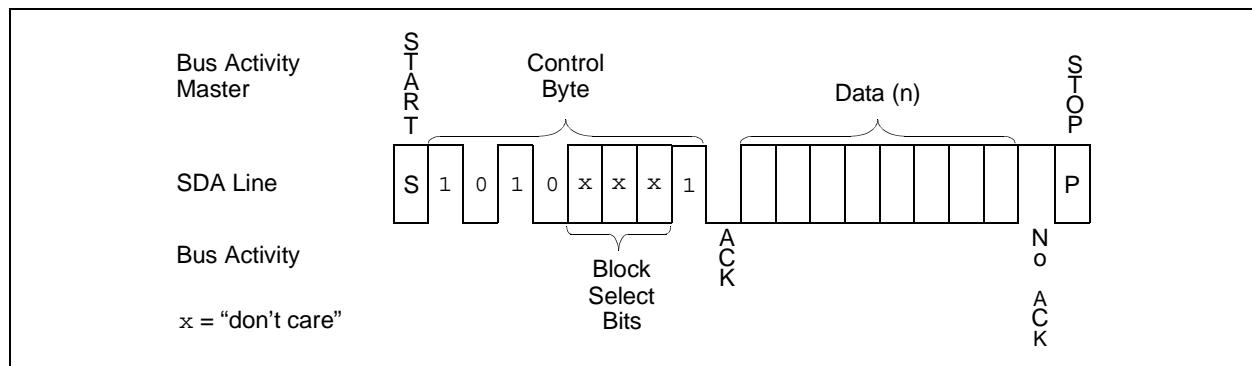 Bus Activity
Master
START
Control
Byte
Data (n)
STOP
SDA Line
S 1 0 1 0 x x x 1 P
Bus Activity
ACK
No ACK
Block
Select
Bits
x = “don’t care”